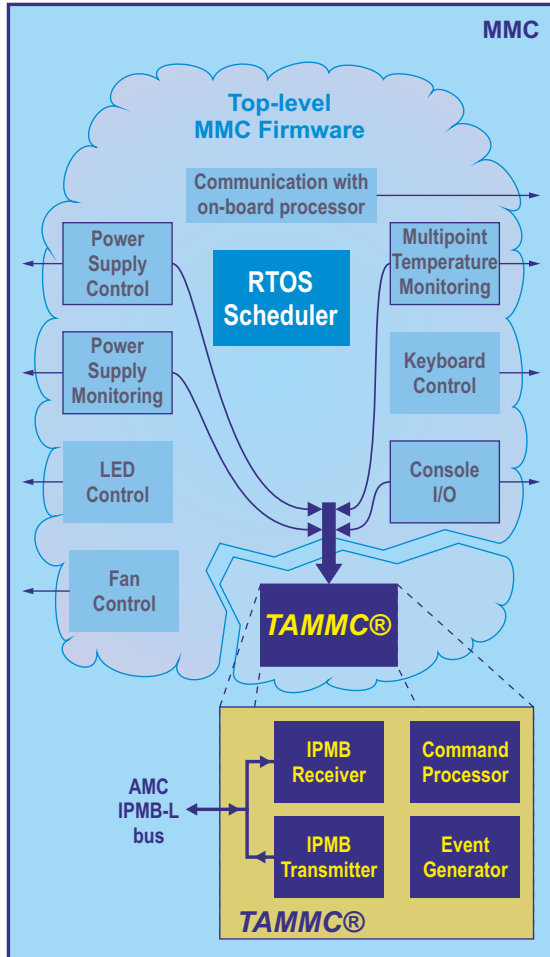 MMC
Top-level
MMC Firmware
Communication with
on-board processor
Power
Supply
Control
RTOS
Scheduler
Multipoint
Temperature
Monitoring
Power
Supply
Monitoring
Keyboard
Control
LED
Control
Console
I/O
Fan
Control
TAMMC®
IPMB
Receiver
Command
Processor
AMC
IPMB-L
bus
IPMB
Transmitter
Event
Generator
TAMMC®